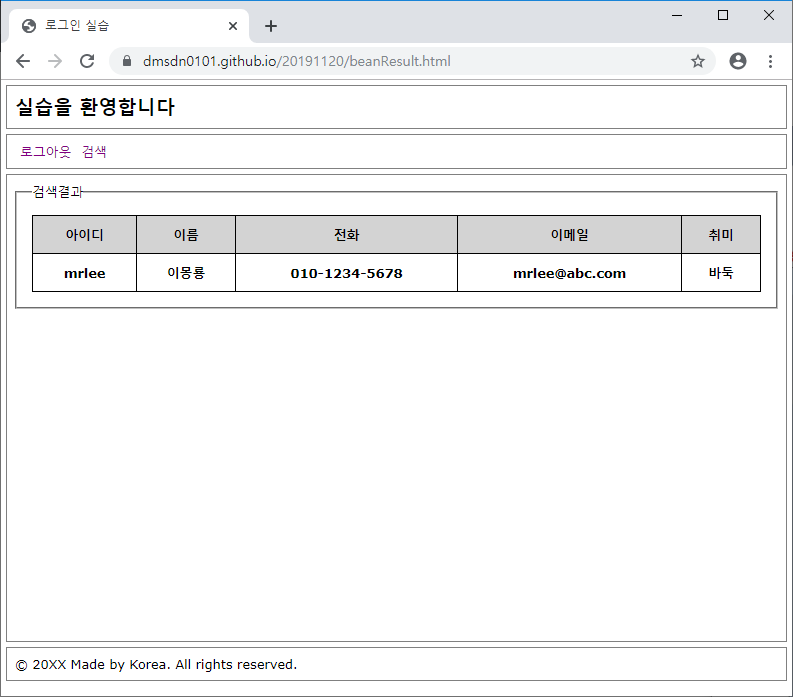 로그인 실습
dmsdn0101.github.io/20191120/beanResult.html
실습을 환영합니다
로그아웃 검색
검색결과
아이디 이름 전화 이메일 취미
mrlee 이몽룡 010-1234-5678 mrlee@abc.com 바둑
© 20XX Made by Korea. All rights reserved.